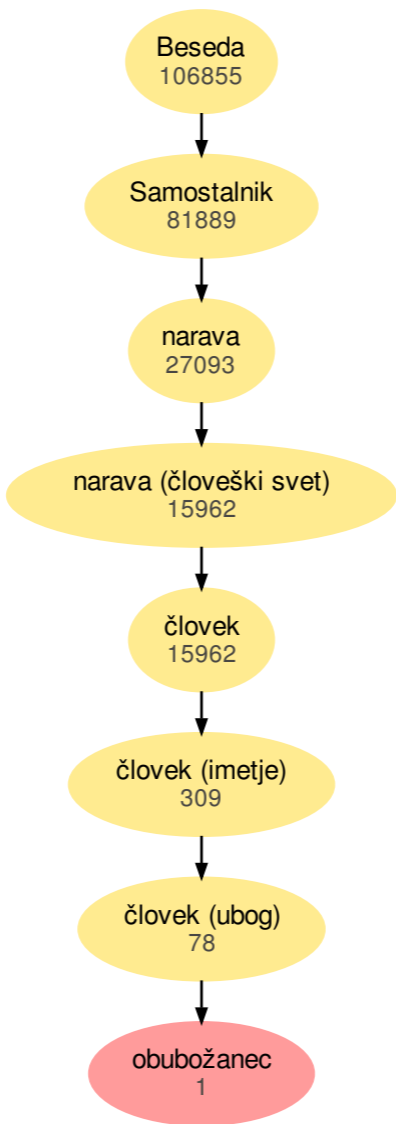 Beseda
106855
Samostalnik
81889
narava
27093
narava (človeški svet)
15962
človek
15962
človek (imetje)
309
človek (ubog)
78
obubožanec
1